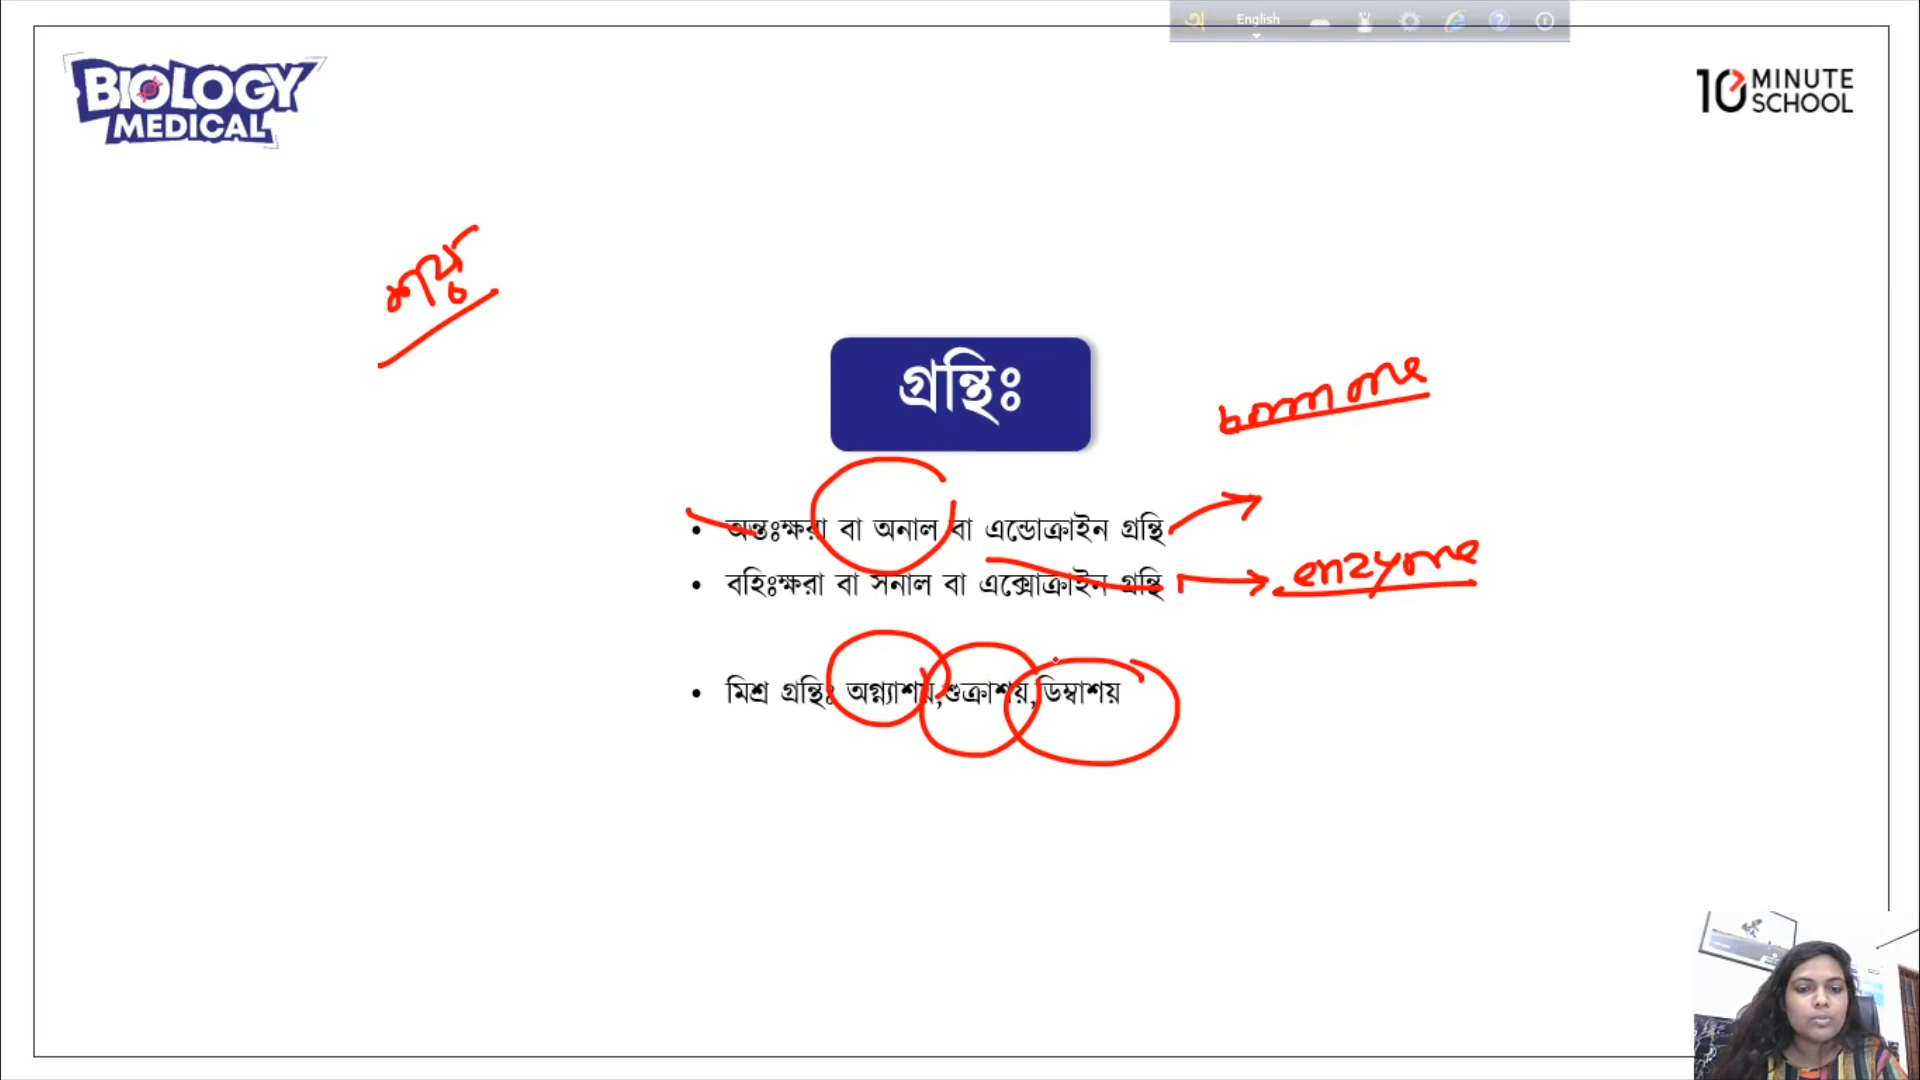 English
BIOLOGY
MEDICAL
10 MINUTE
SCHOOL
গ্রন্থিঃ
hormone
• অন্তঃক্ষরা বা অনাল বা এন্ডোক্রাইন গ্রন্থি
• বহিঃক্ষরা বা সনাল বা এক্সোক্রাইন গ্রন্থি
enzyme
• মিশ্র গ্রন্থিঃ অগ্ন্যাশয়,শুক্রাশয়,ডিম্বাশয়